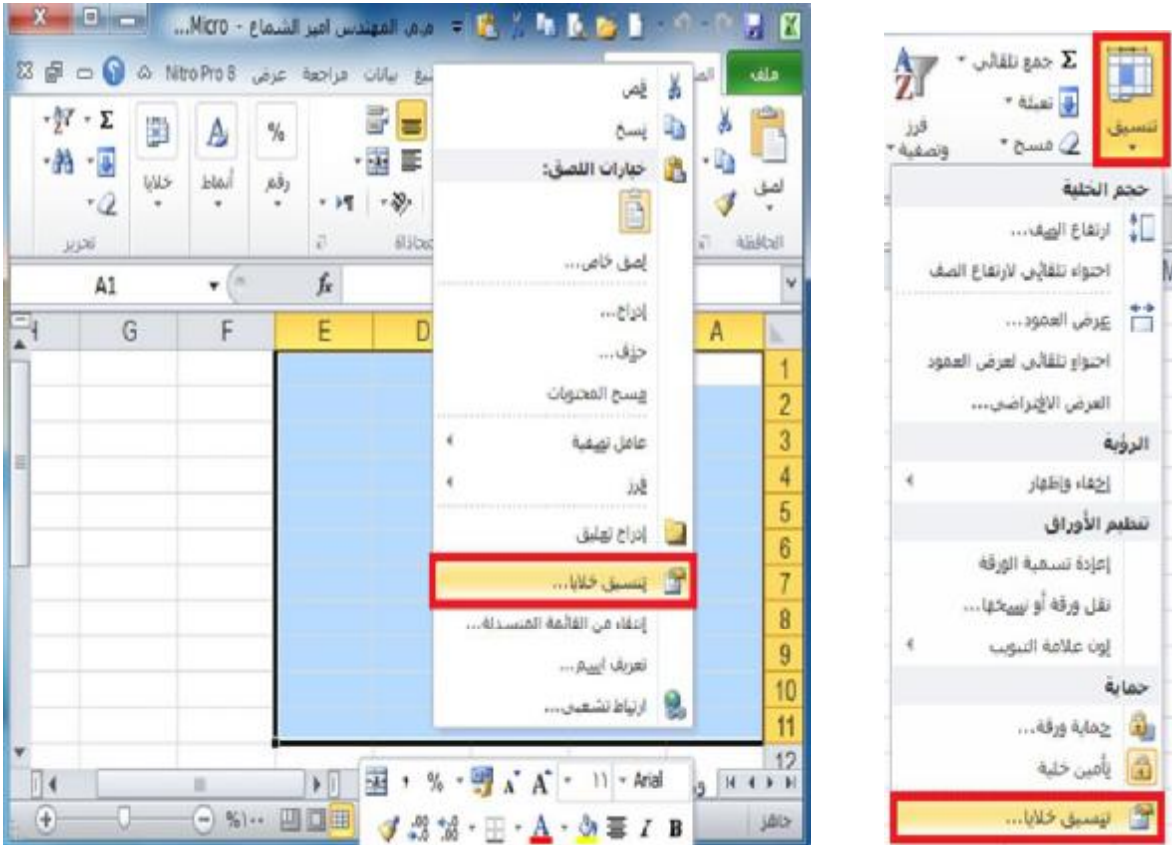 م.م. المهندس امير الشماع - Micro...
ملف
بيانات مراجعة عرض Nitro Pro 8
لصق
الحافظة
محاذاة
%
رقم
أنماط
خلايا
Σ
تحرير
A1
fx
A
D
E
F
G
H
1
2
3
4
5
6
7
8
9
10
11
12
قص
نسخ
خيارات اللصق:
لصق خاص...
إدراج...
حذف...
مسح المحتويات
عامل تصفية
فرز
إدراج تعليق
تنسيق خلايا...
إنتقاء من القائمة المنسدلة...
تعريف اسم...
ارتباط تشعبي...
Arial ١١ A A % ,
B I A
جاهز
%١٠٠
Σ جمع تلقائي
تعبئة
مسح
فرز
وتصفية
تنسيق
حجم الخلية
ارتفاع الصف...
احتواء تلقائي لارتفاع الصف
عرض العمود...
احتواء تلقائي لعرض العمود
العرض الافتراضي...
الرؤية
إخفاء وإظهار
تنظيم الأوراق
إعادة تسمية الورقة
نقل ورقة أو نسخها...
لون علامة التبويب
حماية
حماية ورقة...
تأمين خلية
تنسيق خلايا...